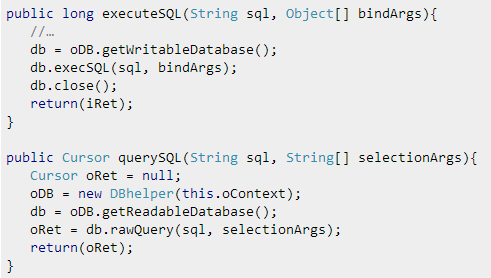 public long executeSQL(String sql, Object[] bindArgs){
//…
db = oDB.getWritableDatabase();
db.execSQL(sql, bindArgs);
db.close();
return(iRet);
}
public Cursor querySQL(String sql, String[] selectionArgs){
Cursor oRet = null;
oDB = new DBhelper(this.oContext);
db = oDB.getReadableDatabase();
oRet = db.rawQuery(sql, selectionArgs);
return(oRet);
}